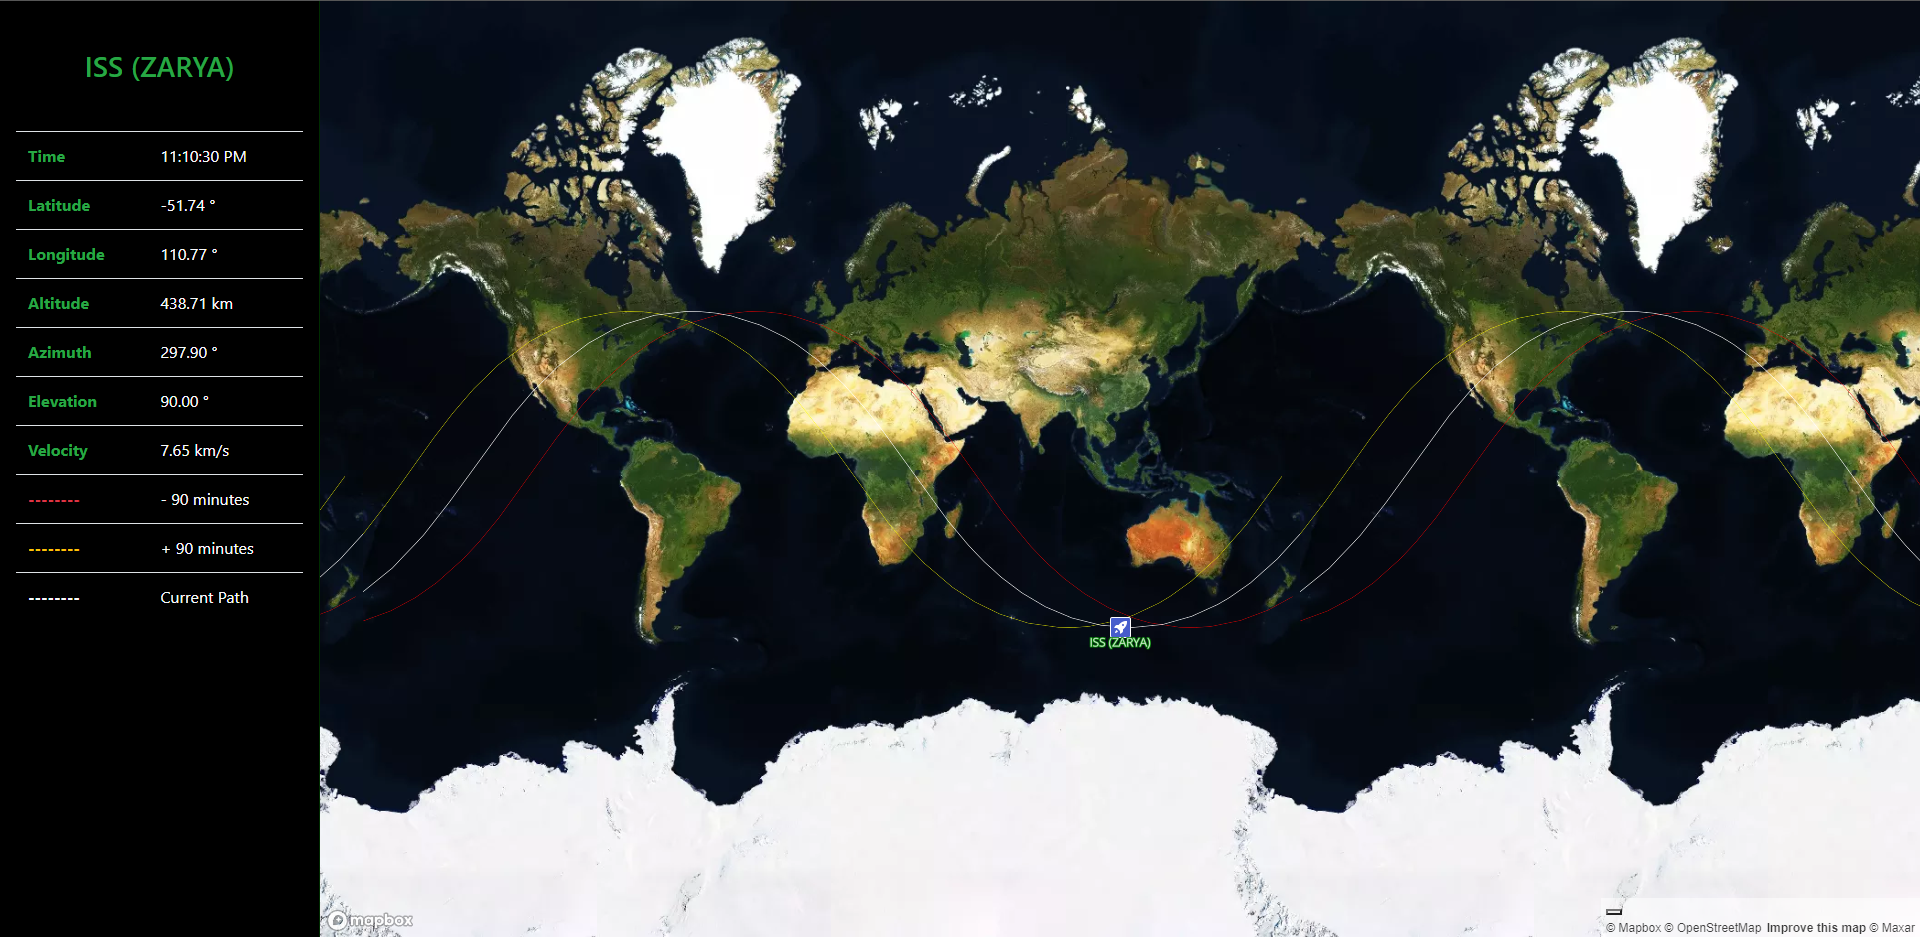 ISS (ZARYA)
Time 11:10:30 PM
Latitude -51.74 °
Longitude 110.77 °
Altitude 438.71 km
Azimuth 297.90 °
Elevation 90.00 °
Velocity 7.65 km/s
-------- - 90 minutes
-------- + 90 minutes
-------- Current Path
ISS (ZARYA)
mapbox
© Mapbox © OpenStreetMap Improve this map © Maxar